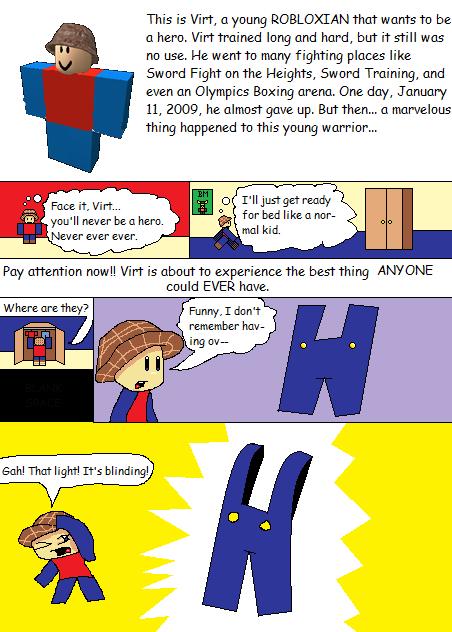 This is Virt, a young ROBLOXIAN that wants to be
a hero. Virt trained long and hard, but it still was
no use. He went to many fighting places like
Sword Fight on the Heights, Sword Training, and
even an Olympics Boxing arena. One day, January
11, 2009, he almost gave up. But then... a marvelous
thing happened to this young warrior...
Face it, Virt...
you'll never be a hero.
Never ever ever.
BM
I'll just get ready
for bed like a nor-
mal kid.
Pay attention now!! Virt is about to experience the best thing ANYONE
could EVER have.
Where are they?
BLANK
SPACE
Funny, I don't
remember hav-
ing ov--
Gah! That light! It's blinding!